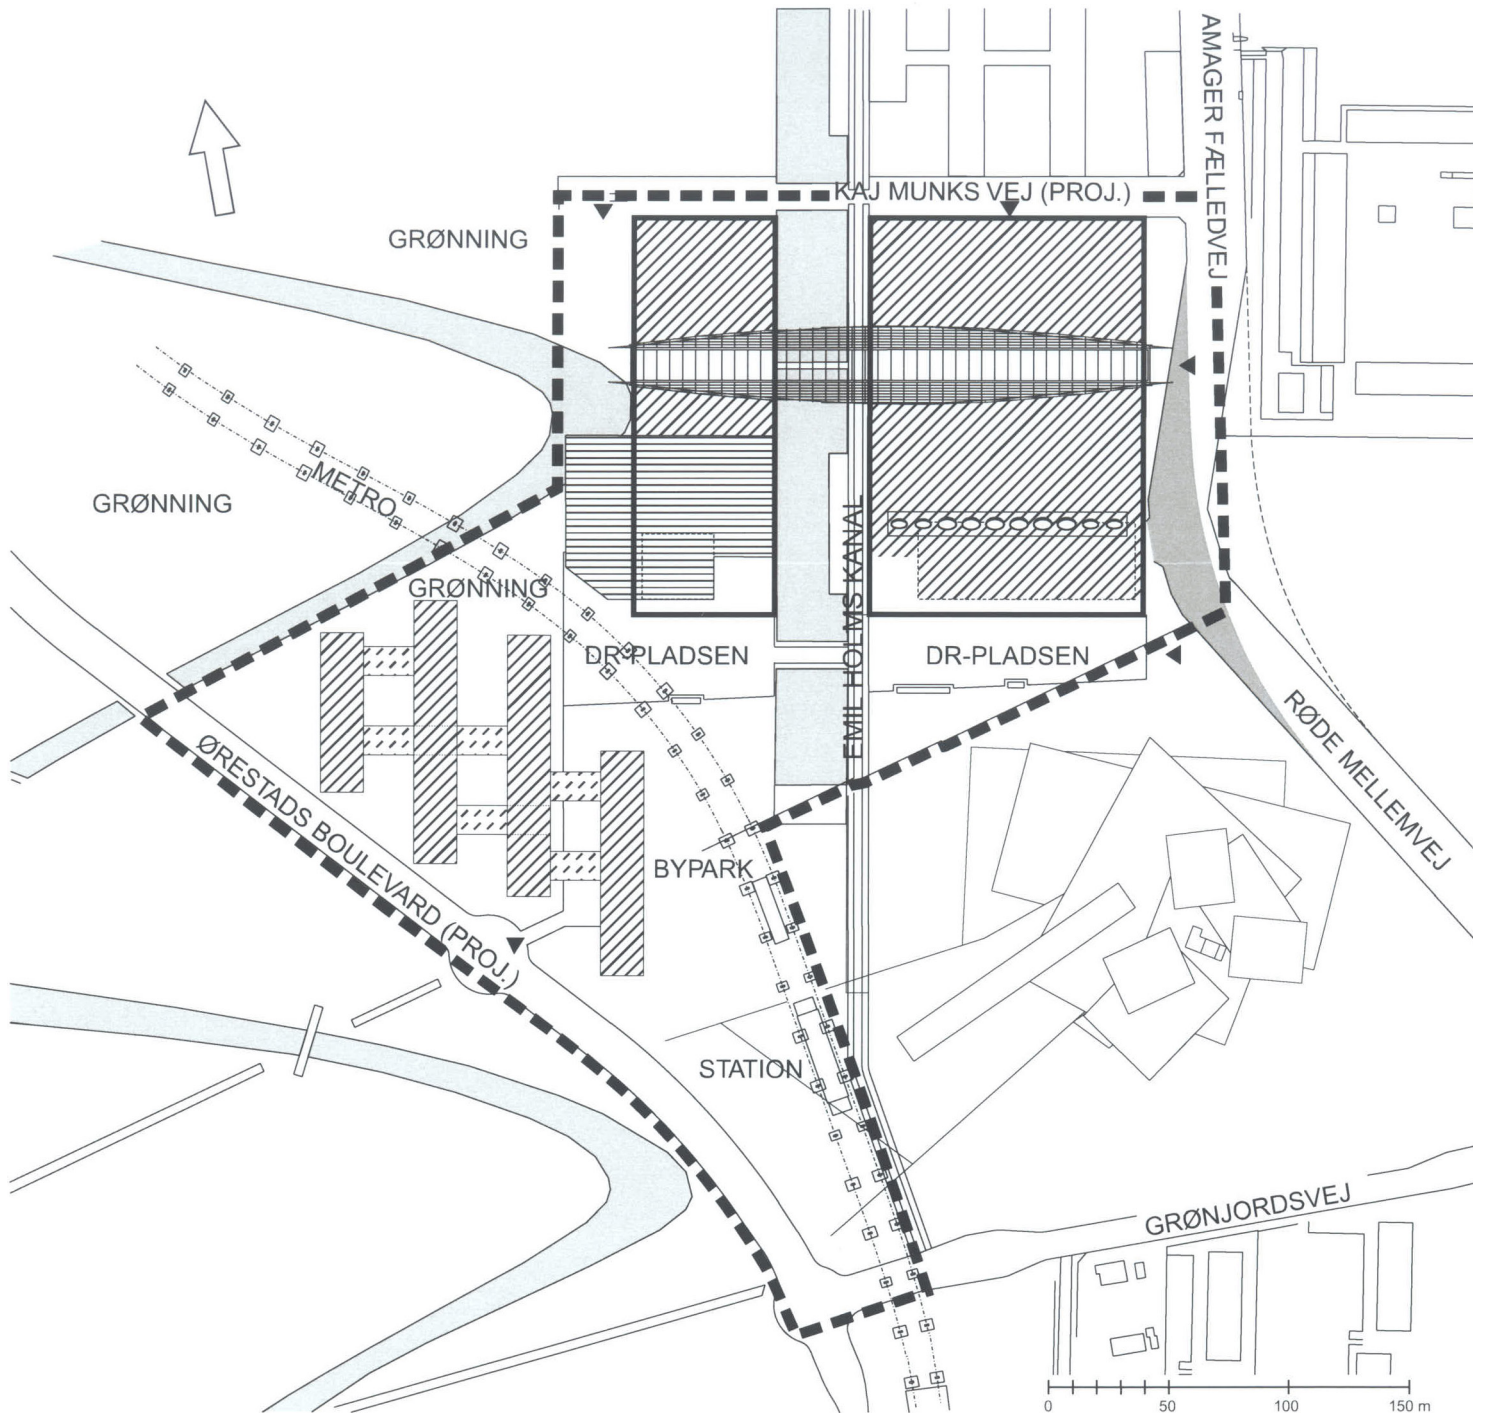 AMAGER FÆLLEDVEJ
KAJ MUNKS VEJ (PROJ.)
GRØNNING
METRO
GRØNNING
GRØNNING
EMIL HOLMS KANAL
DR-PLADSEN
DR-PLADSEN
RØDE MELLEMVEJ
ØRESTADS BOULEVARD (PROJ.)
BYPARK
STATION
GRØNJORDSVEJ
0 50 100 150 m